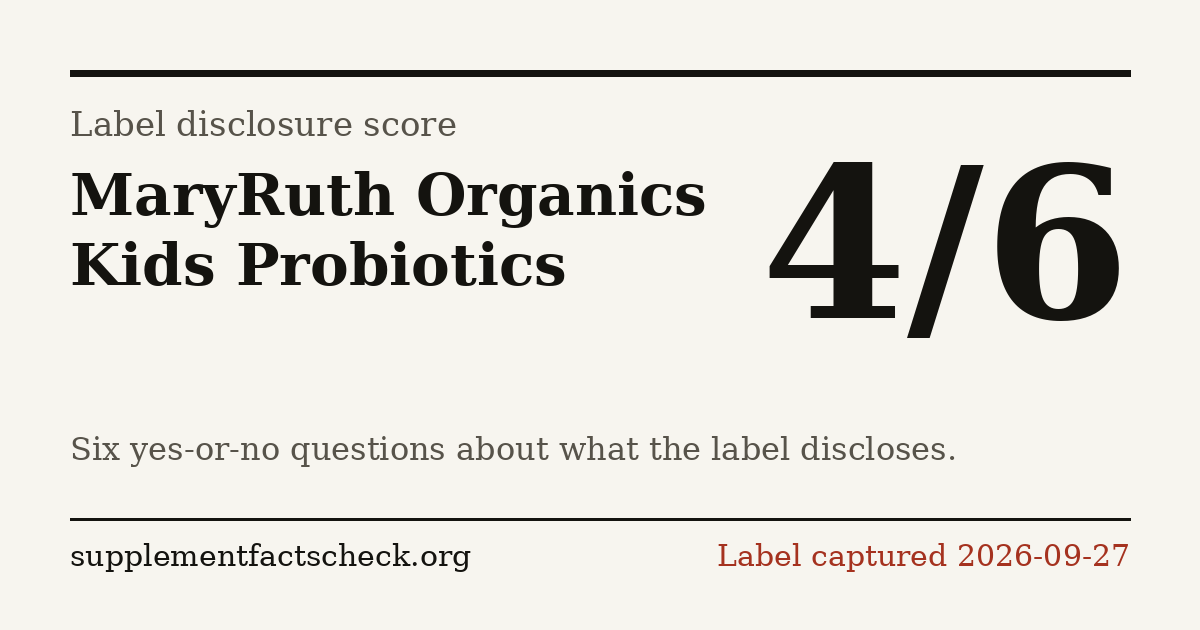 Label disclosure score
MaryRuth Organics
Kids Probiotics
4/6
Six yes-or-no questions about what the label discloses.
supplementfactscheck.org
Label captured 2026-09-27